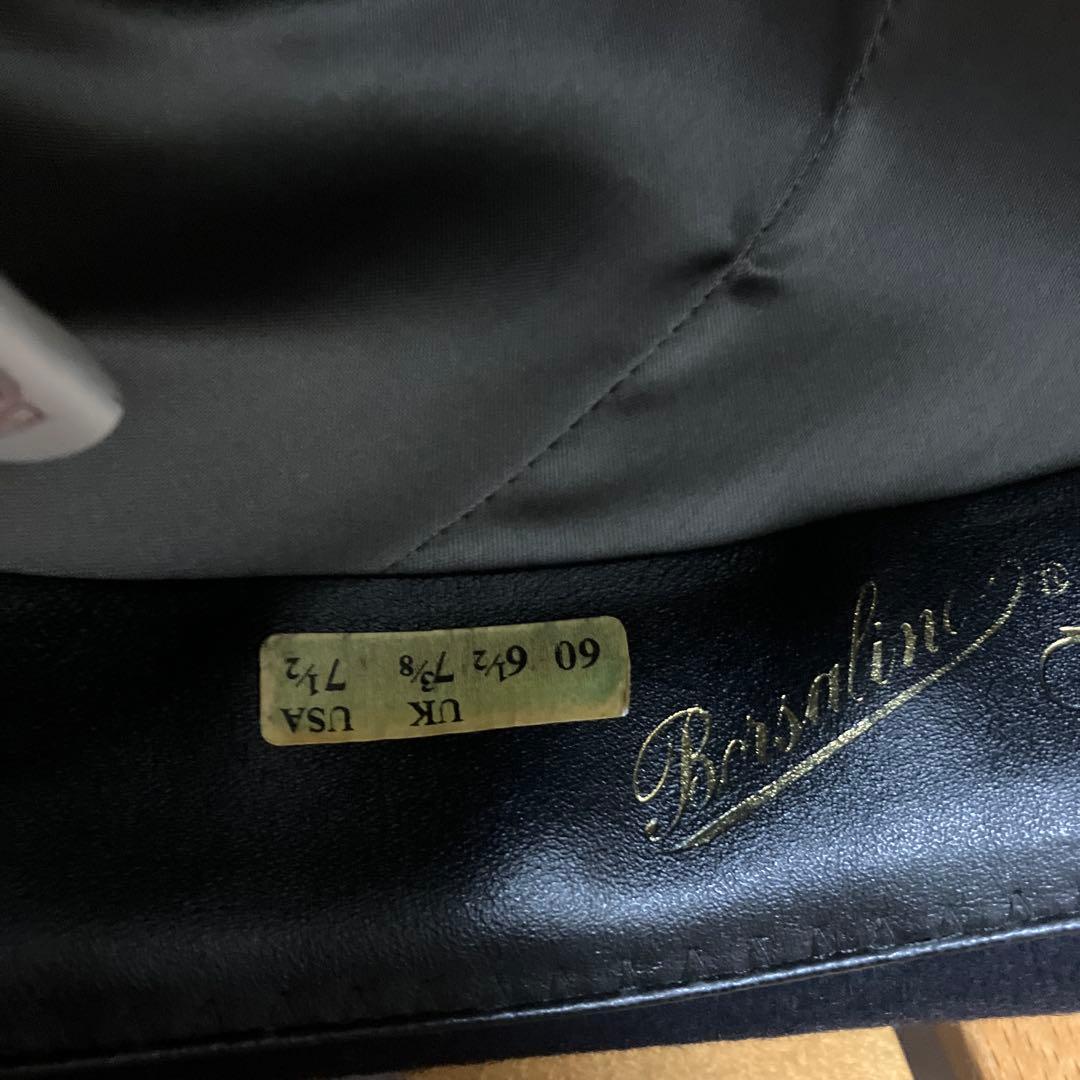 UK USA
60 6½ 7⅜ 7½
Borsalino ®